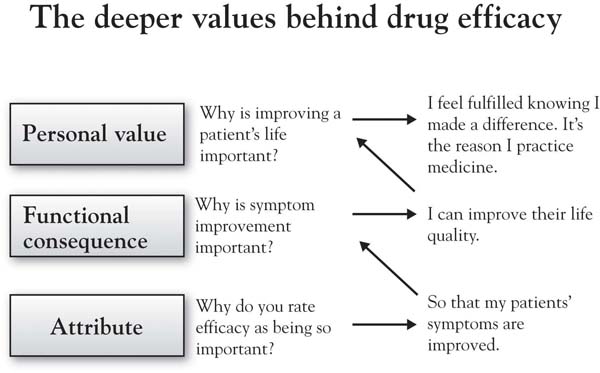 The deeper values behind drug efficacy
Personal value
Why is improving a
patient's life
important?
I feel fulfilled knowing I
made a difference. It's
the reason I practice
medicine.
Functional
consequence
Why is symptom
improvement
important?
I can improve their life
quality.
Attribute
Why do you rate
efficacy as being so
important?
So that my patients'
symptoms are
improved.